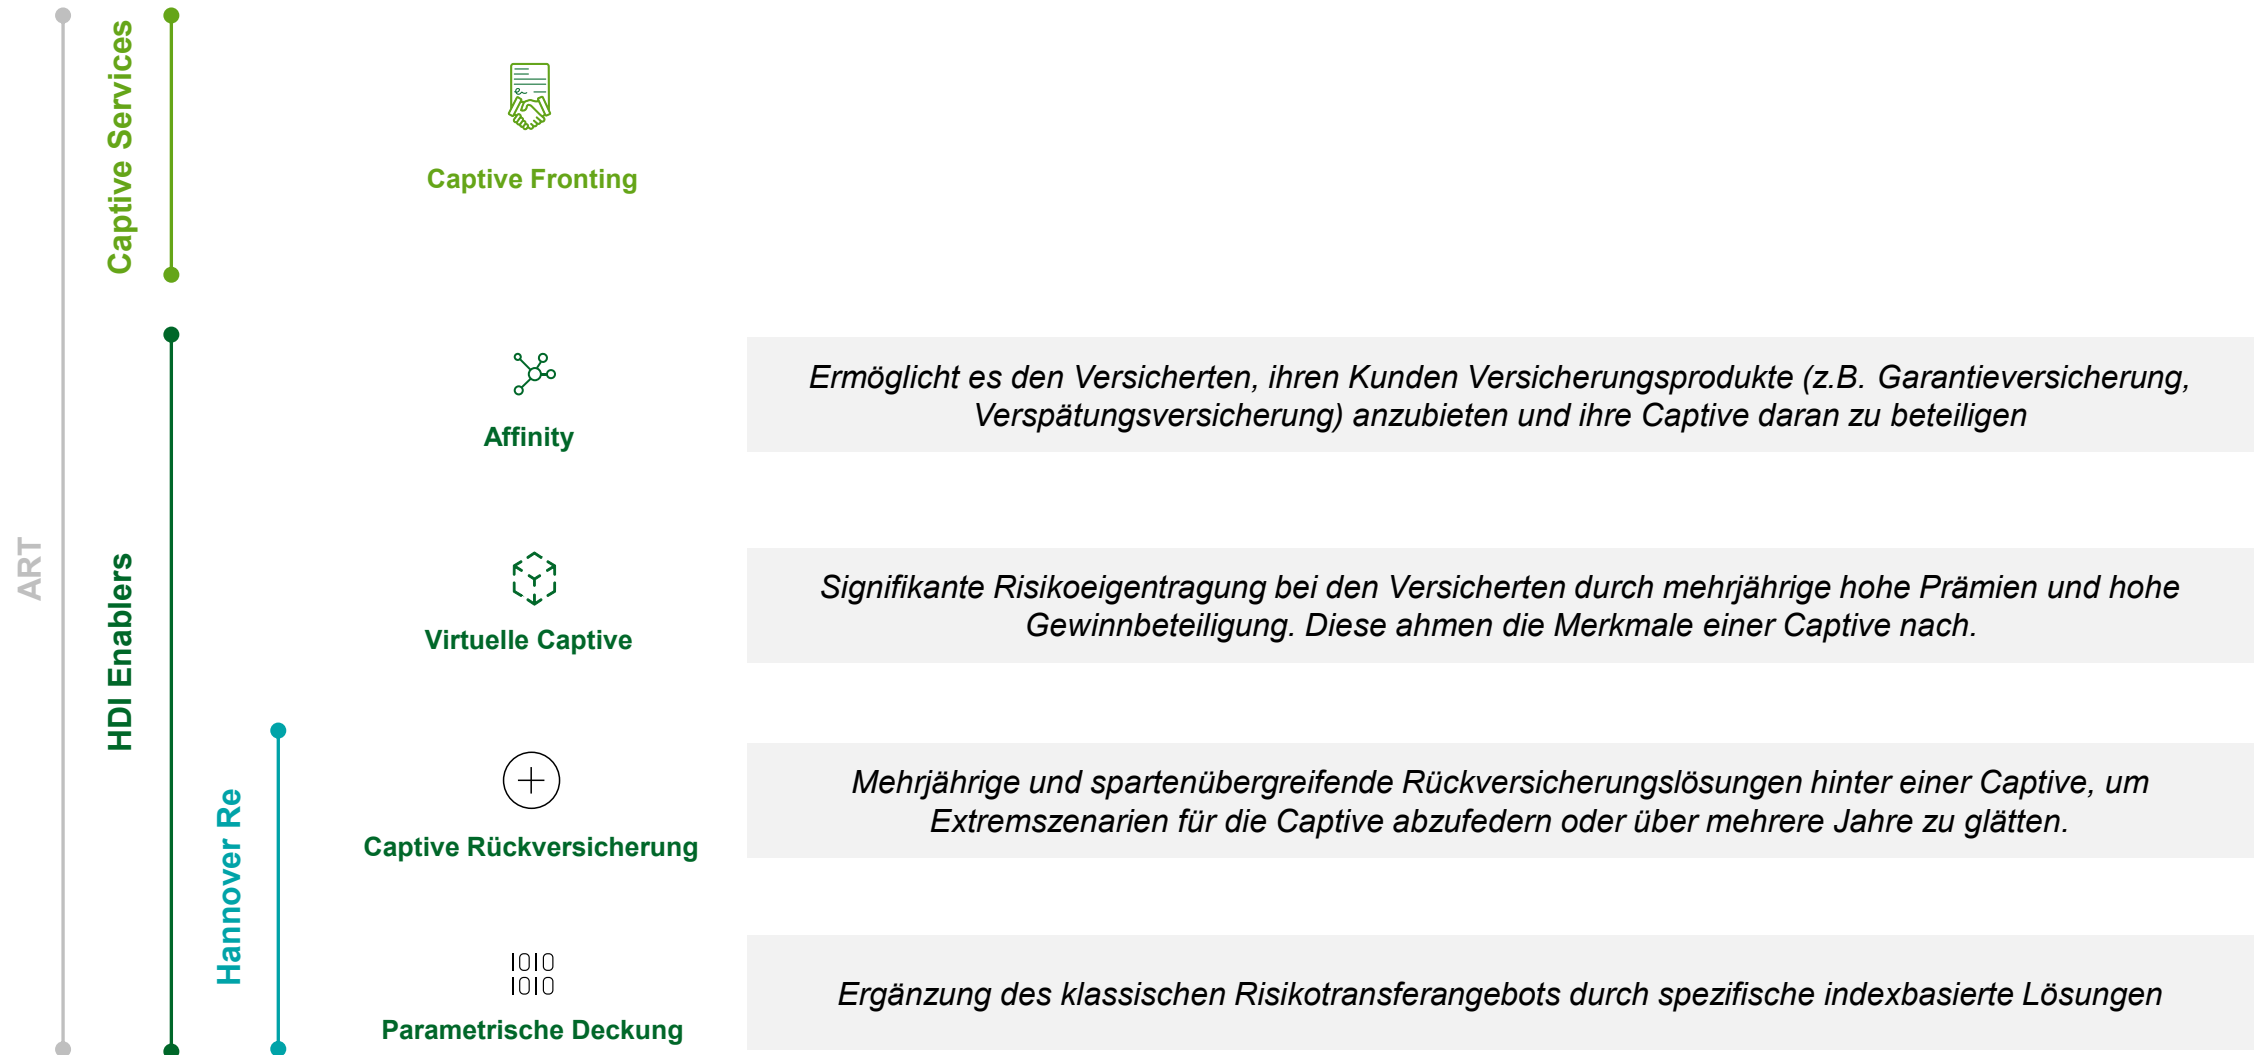 ART
Captive Services
Captive Fronting
HDI Enablers
Affinity
Ermöglicht es den Versicherten, ihren Kunden Versicherungsprodukte (z.B. Garantieversicherung,
Verspätungsversicherung) anzubieten und ihre Captive daran zu beteiligen
Virtuelle Captive
Signifikante Risikoeigentragung bei den Versicherten durch mehrjährige hohe Prämien und hohe
Gewinnbeteiligung. Diese ahmen die Merkmale einer Captive nach.
Hannover Re
Captive Rückversicherung
Mehrjährige und spartenübergreifende Rückversicherungslösungen hinter einer Captive, um
Extremszenarien für die Captive abzufedern oder über mehrere Jahre zu glätten.
IOIO
IOIO
Parametrische Deckung
Ergänzung des klassischen Risikotransferangebots durch spezifische indexbasierte Lösungen